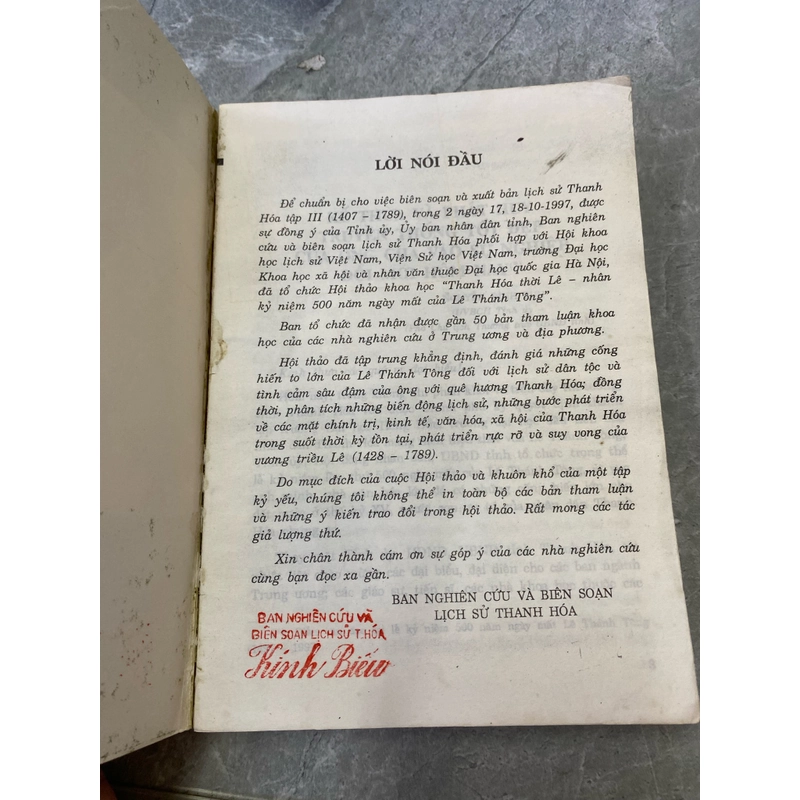 LỜI NÓI ĐẦU
Để chuẩn bị cho việc biên soạn và xuất bản lịch sử Thanh
Hóa tập III (1407 – 1789), trong 2 ngày 17, 18-10-1997, được
sự đồng ý của Tỉnh ủy, Ủy ban nhân dân tỉnh, Ban nghiên
cứu và biên soạn lịch sử Thanh Hóa phối hợp với Hội khoa
học lịch sử Việt Nam, Viện Sử học Việt Nam, trường Đại học
Khoa học xã hội và nhân văn thuộc Đại học quốc gia Hà Nội,
đã tổ chức Hội thảo khoa học "Thanh Hóa thời Lê – nhân
kỷ niệm 500 năm ngày mất của Lê Thánh Tông".
Ban tổ chức đã nhận được gần 50 bản tham luận khoa
học của các nhà nghiên cứu ở Trung ương và địa phương.
Hội thảo đã tập trung khẳng định, đánh giá những cống
hiến to lớn của Lê Thánh Tông đối với lịch sử dân tộc và
tình cảm sâu đậm của ông với quê hương Thanh Hóa; đồng
thời, phân tích những biến động lịch sử, những bước phát triển
về các mặt chính trị, kinh tế, văn hóa, xã hội của Thanh Hóa
trong suốt thời kỳ tồn tại, phát triển rực rỡ và suy vong của
vương triều Lê (1428 – 1789).
Do mục đích của cuộc Hội thảo và khuôn khổ của một tập
kỷ yếu, chúng tôi không thể in toàn bộ các bản tham luận
và những ý kiến trao đổi trong hội thảo. Rất mong các tác
giả lượng thứ.
Xin chân thành cám ơn sự góp ý của các nhà nghiên cứu
cùng bạn đọc xa gần.
BAN NGHIÊN CỨU VÀ BIÊN SOẠN
LỊCH SỬ THANH HÓA
BAN NGHIÊN CỨU VÀ
BIÊN SOẠN LỊCH SỬ T.HÓA
Kính Biếu